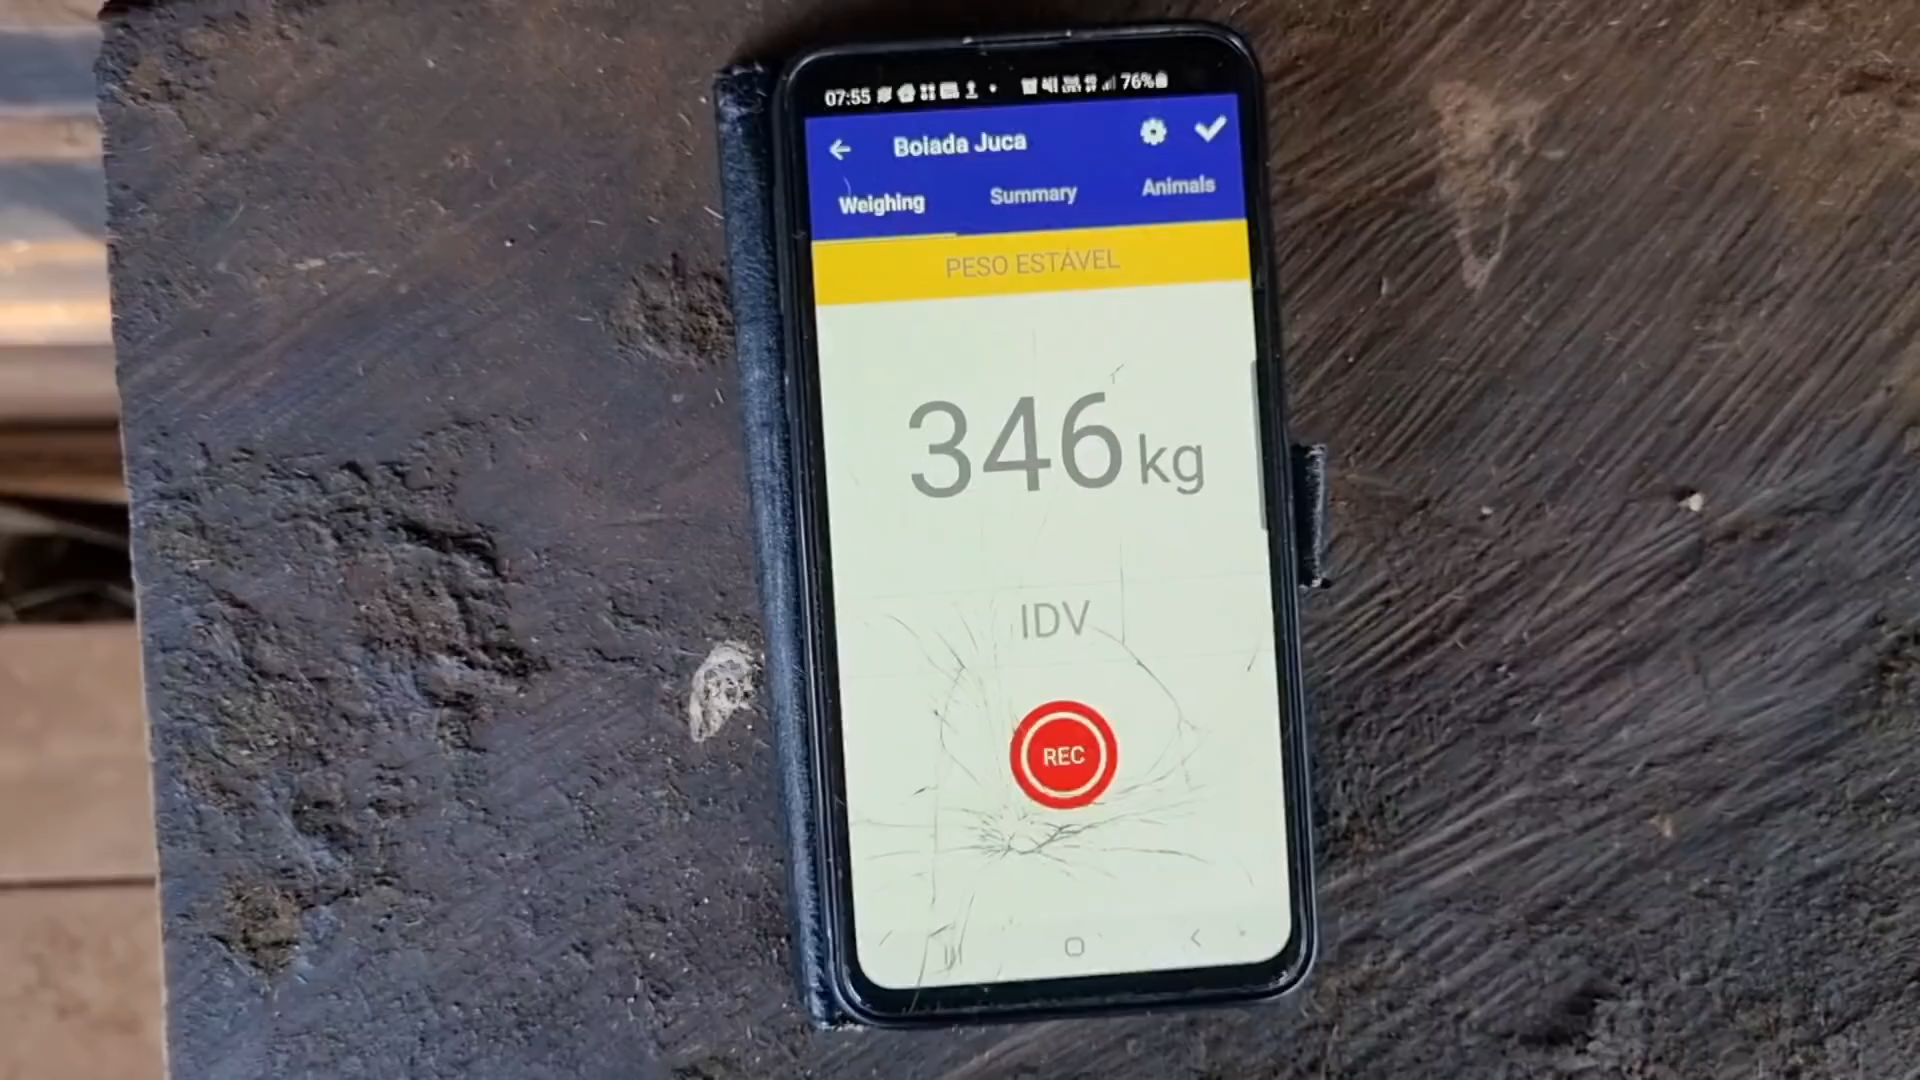 07:55 76%
Boiada Juca
Weighing Summary Animals
PESO ESTÁVEL
346 kg
IDV
REC